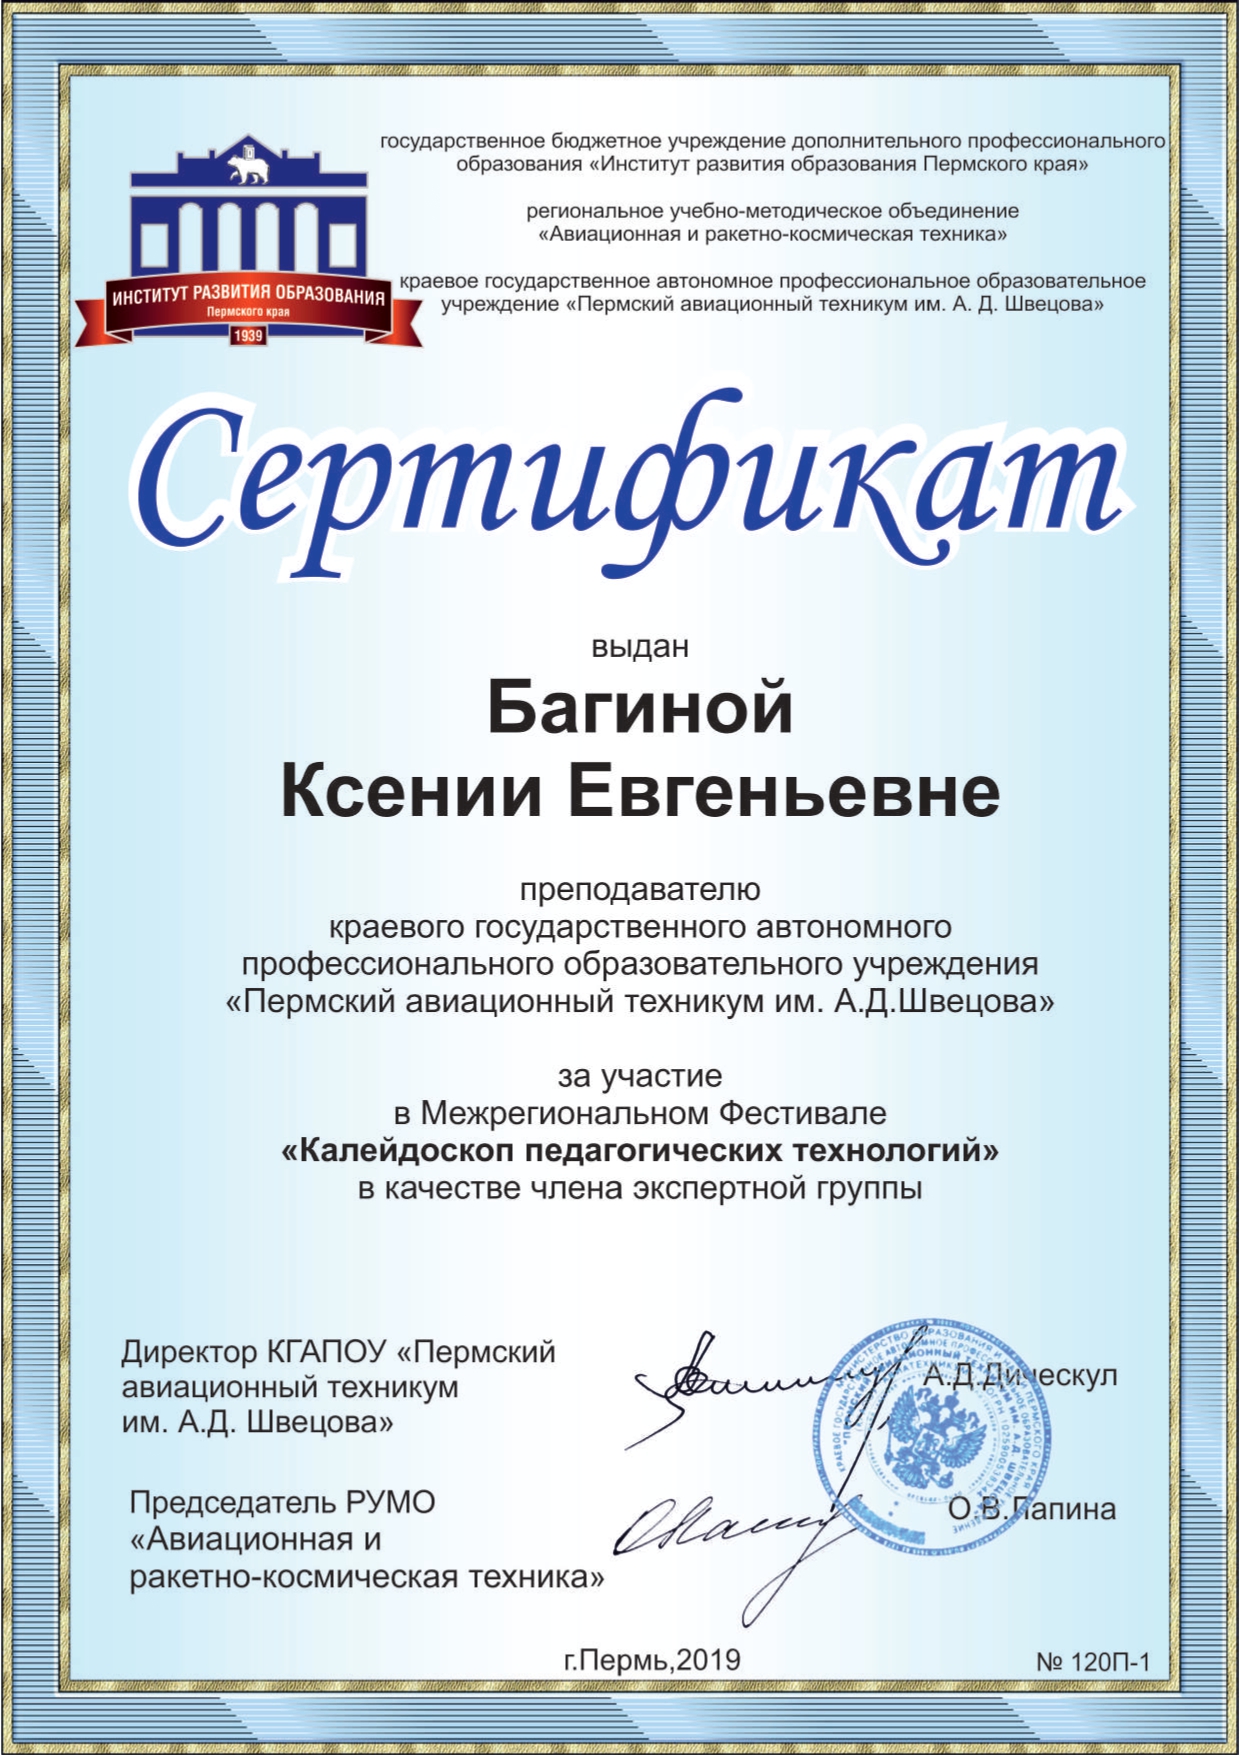 государственное бюджетное учреждение дополнительного профессионального
образования «Институт развития образования Пермского края»
региональное учебно-методическое объединение
«Авиационная и ракетно-космическая техника»
краевое государственное автономное профессиональное образовательное
учреждение «Пермский авиационный техникум им. А. Д. Швецова»
ИНСТИТУТ РАЗВИТИЯ ОБРАЗОВАНИЯ
Пермского края
1939
Сертификат
выдан
Багиной
Ксении Евгеньевне
преподавателю
краевого государственного автономного
профессионального образовательного учреждения
«Пермский авиационный техникум им. А.Д.Швецова»
за участие
в Межрегиональном Фестивале
«Калейдоскоп педагогических технологий»
в качестве члена экспертной группы
Директор КГАПОУ «Пермский
авиационный техникум
им. А.Д. Швецова»
А.Д.Дическул
Председатель РУМО
«Авиационная и
ракетно-космическая техника»
О.В.Папина
г.Пермь,2019
№ 120П-1